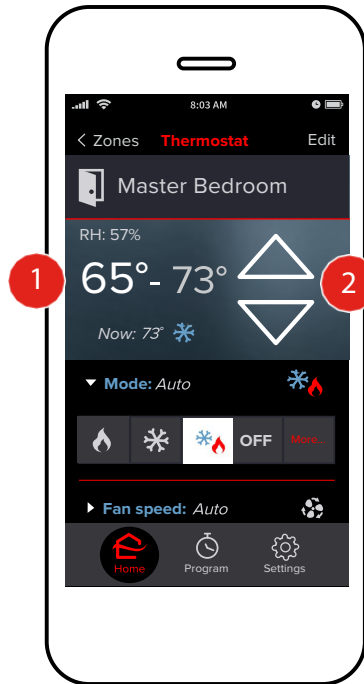 8:03 AM
< Zones Thermostat Edit
Master Bedroom
RH: 57%
1 65°- 73° 2
Now: 73°
Mode: Auto
OFF More...
Fan speed: Auto
Home Program Settings